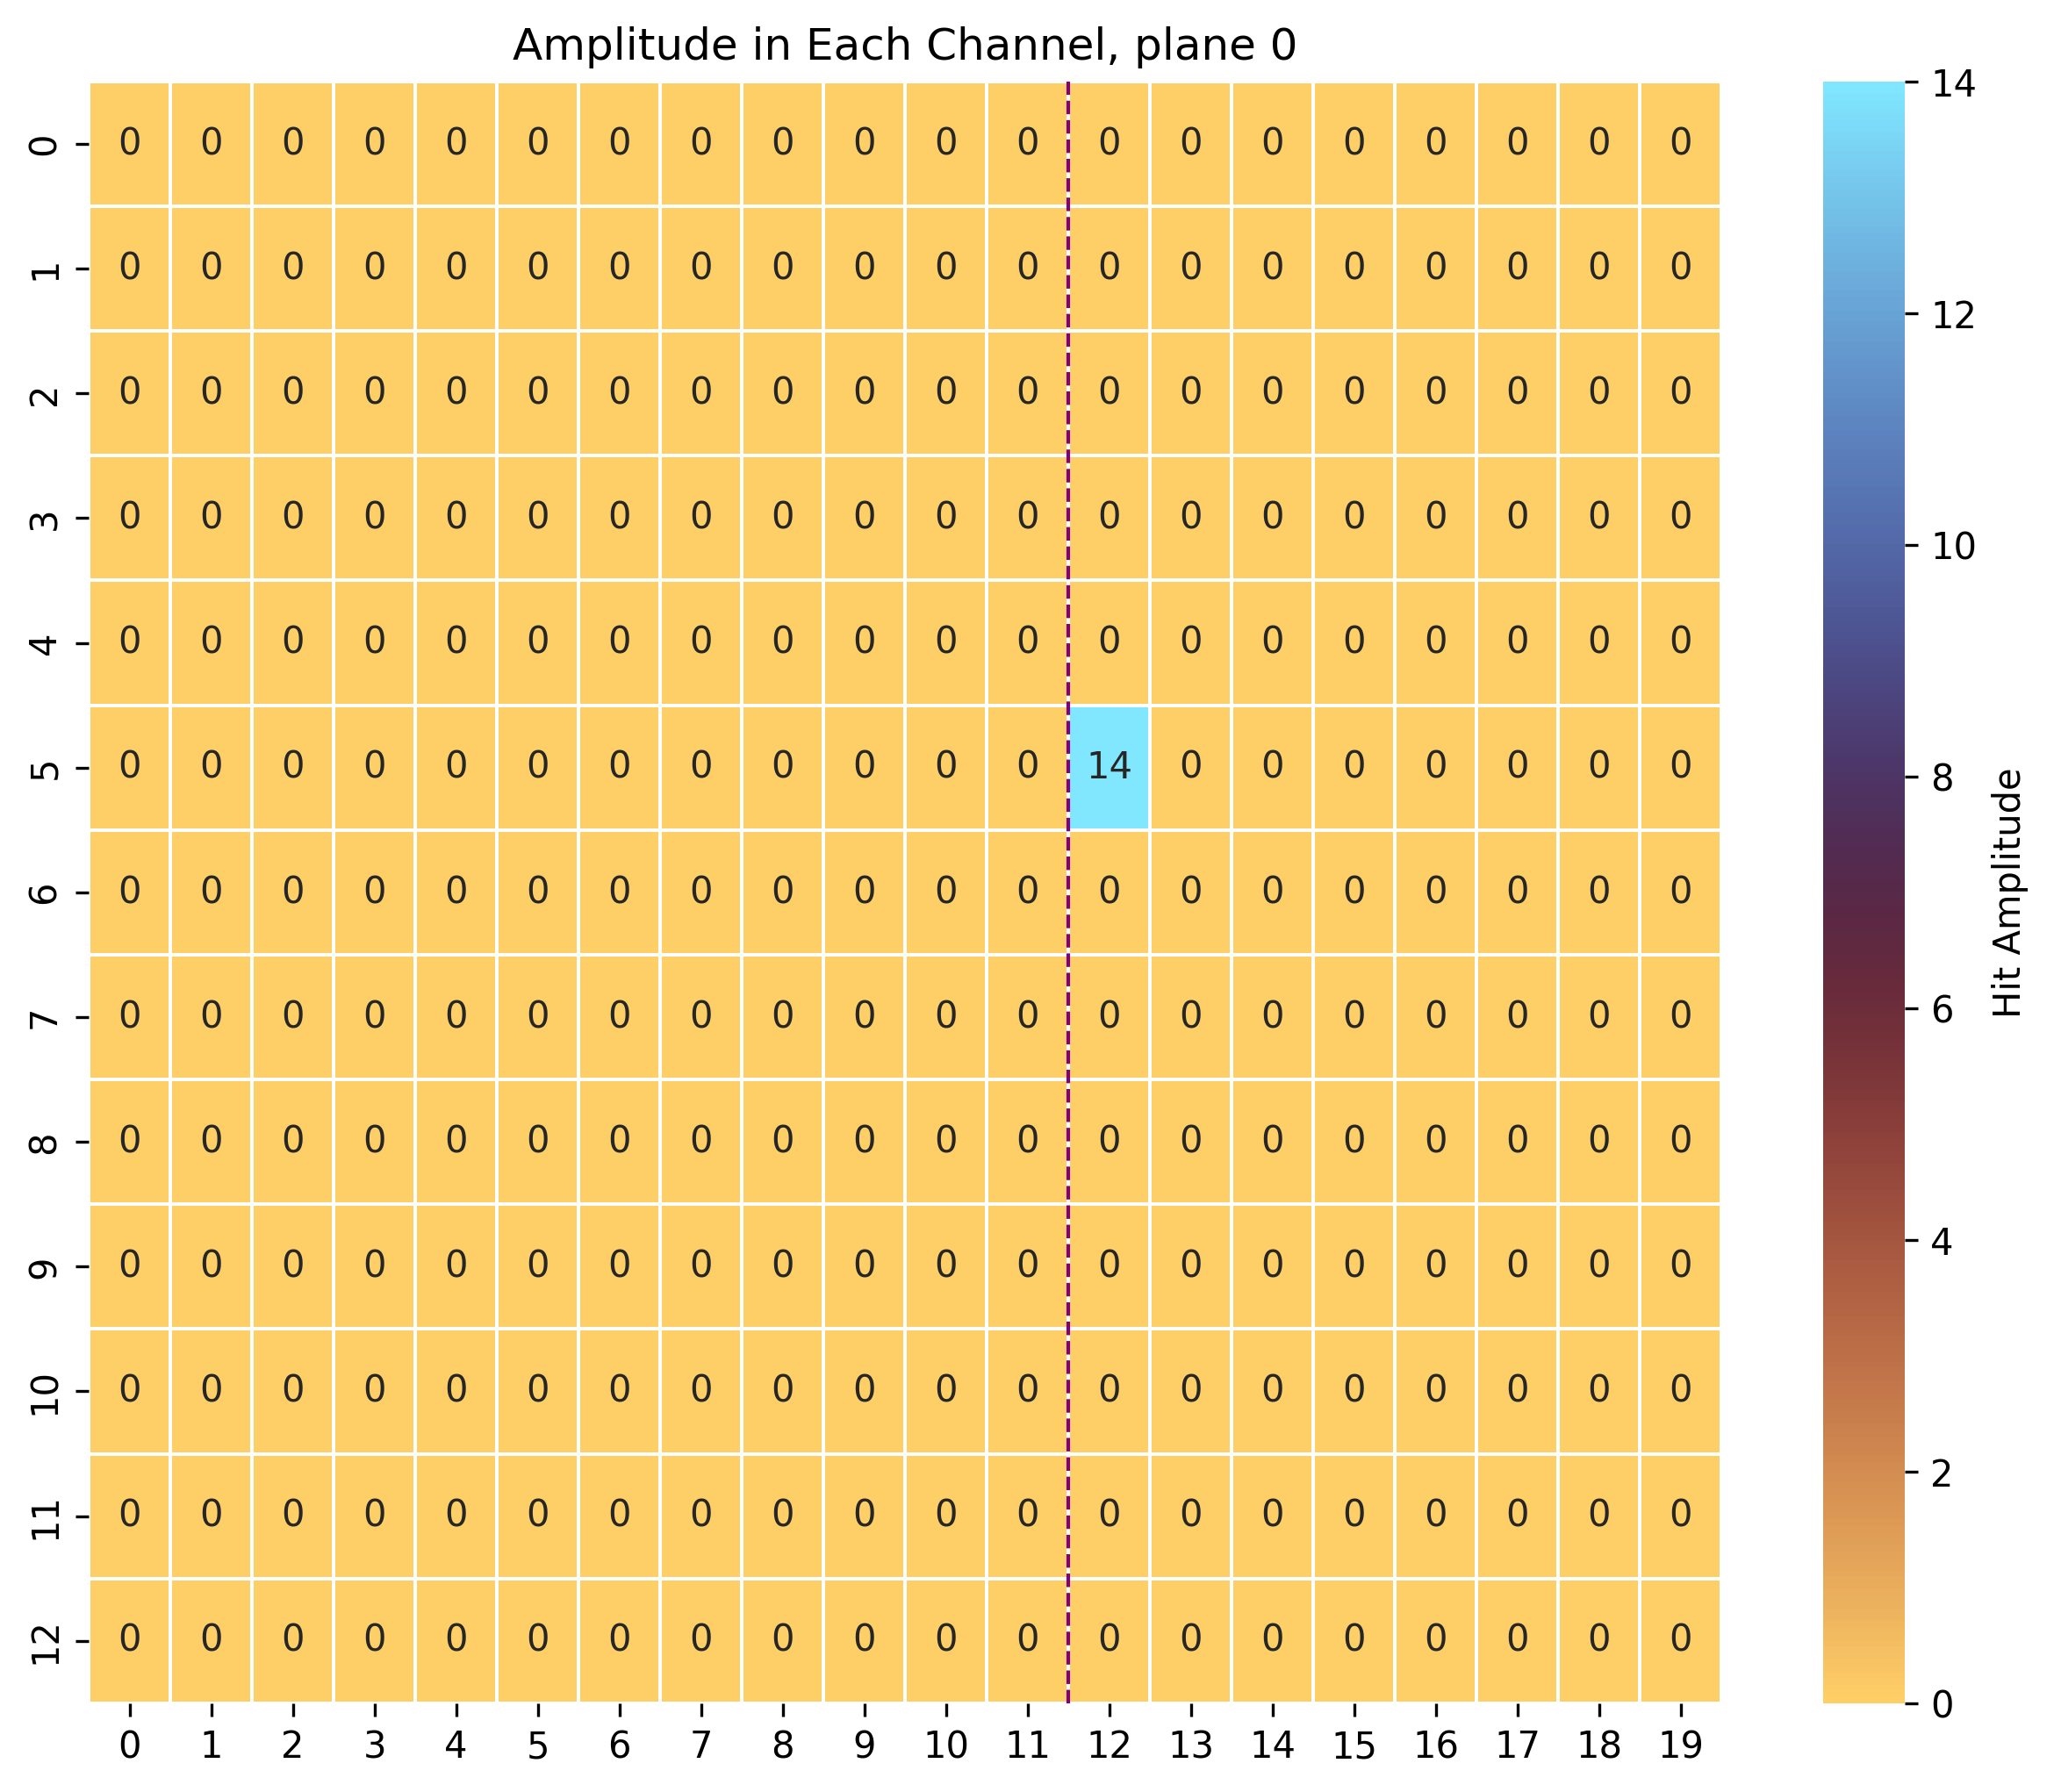 Amplitude in Each Channel, plane 0
0 0 0 0 0 0 0 0 0 0 0 0 0 0 0 0 0 0 0 0 0
1 0 0 0 0 0 0 0 0 0 0 0 0 0 0 0 0 0 0 0 0
2 0 0 0 0 0 0 0 0 0 0 0 0 0 0 0 0 0 0 0 0
3 0 0 0 0 0 0 0 0 0 0 0 0 0 0 0 0 0 0 0 0
4 0 0 0 0 0 0 0 0 0 0 0 0 0 0 0 0 0 0 0 0
5 0 0 0 0 0 0 0 0 0 0 0 0 14 0 0 0 0 0 0 0
6 0 0 0 0 0 0 0 0 0 0 0 0 0 0 0 0 0 0 0 0
7 0 0 0 0 0 0 0 0 0 0 0 0 0 0 0 0 0 0 0 0
8 0 0 0 0 0 0 0 0 0 0 0 0 0 0 0 0 0 0 0 0
9 0 0 0 0 0 0 0 0 0 0 0 0 0 0 0 0 0 0 0 0
10 0 0 0 0 0 0 0 0 0 0 0 0 0 0 0 0 0 0 0 0
11 0 0 0 0 0 0 0 0 0 0 0 0 0 0 0 0 0 0 0 0
12 0 0 0 0 0 0 0 0 0 0 0 0 0 0 0 0 0 0 0 0
0 1 2 3 4 5 6 7 8 9 10 11 12 13 14 15 16 17 18 19
14
12
10
8
6
4
2
0
Hit Amplitude